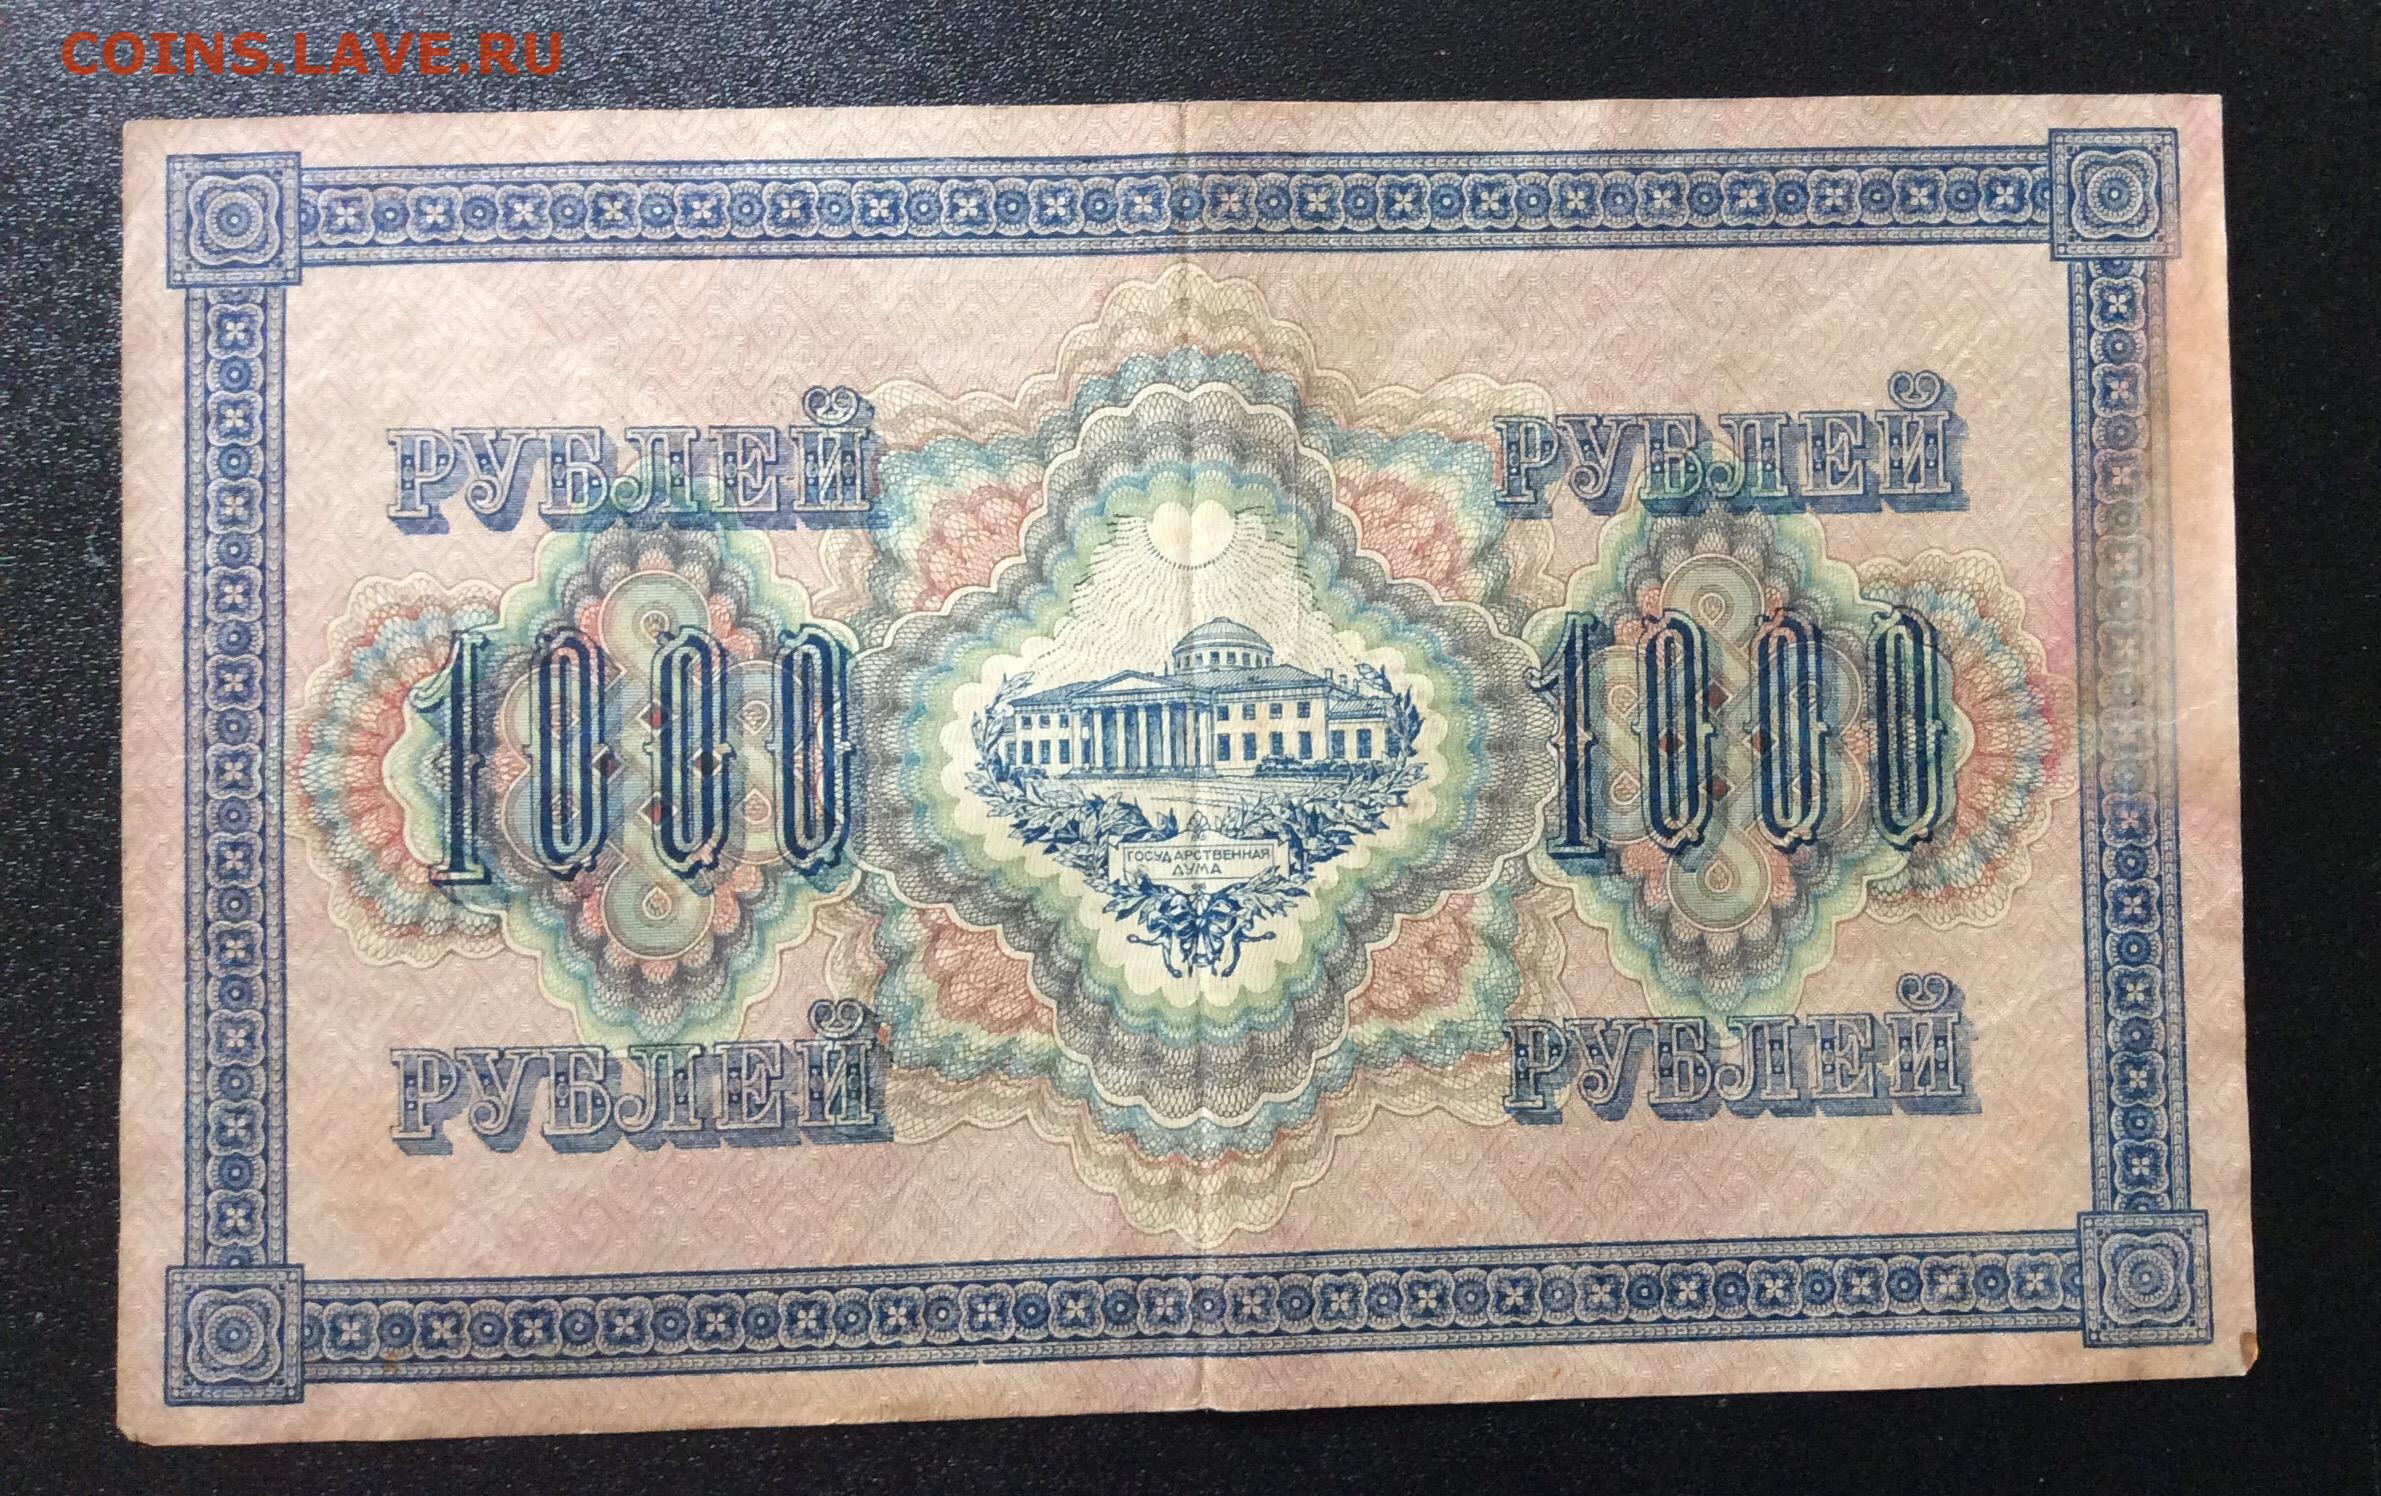 COINS.LAVE.RU
РУБЛЕЙ РУБЛЕЙ
1000 1000
ГОСУДАРСТВЕННАЯ
ДУМА
РУБЛЕЙ РУБЛЕЙ